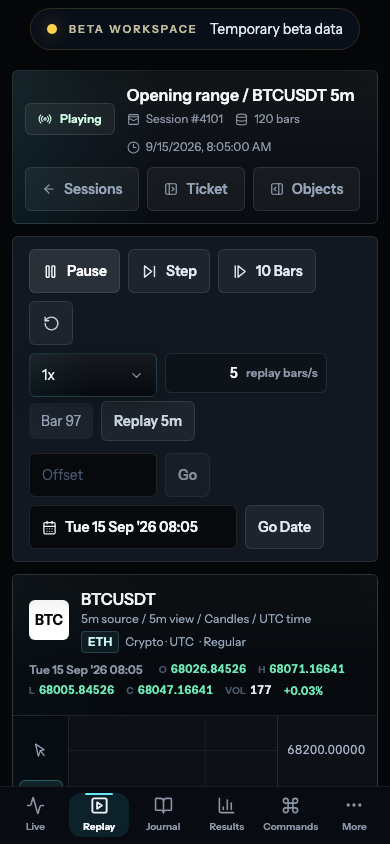 BETA WORKSPACE Temporary beta data
Opening range / BTCUSDT 5m
Playing
Session #4101 120 bars
9/15/2026, 8:05:00 AM
Sessions Ticket Objects
Pause Step 10 Bars
1x 5 replay bars/s
Bar 97 Replay 5m
Offset Go
Tue 15 Sep '26 08:05 Go Date
BTC
BTCUSDT
5m source / 5m view / Candles / UTC time
ETH Crypto · UTC · Regular
Tue 15 Sep '26 08:05 O 68026.84526 H 68071.16641
L 68005.84526 C 68047.16641 VOL 177 +0.03%
68200.00000
Live Replay Journal Results Commands More